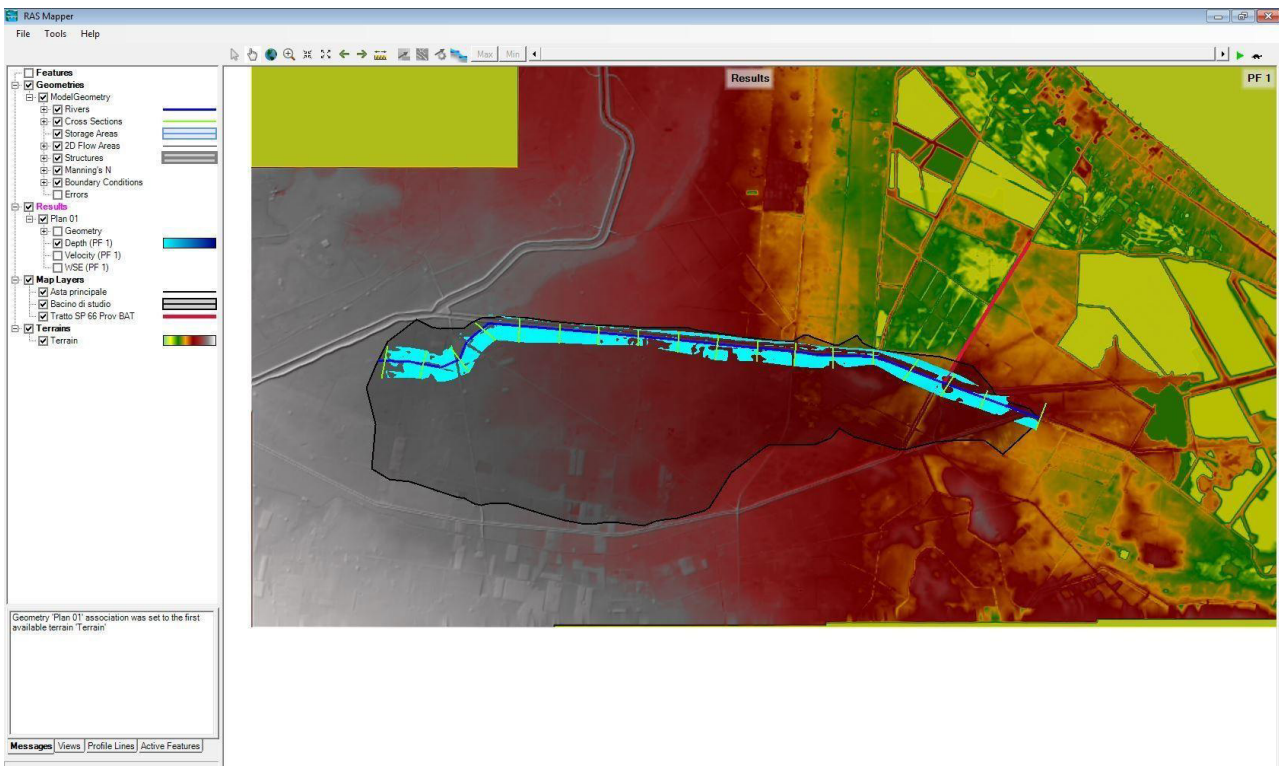 RAS Mapper
File Tools Help
Max Min
Features
Geometries
ModelGeometry
Rivers
Cross Sections
Storage Areas
2D Flow Areas
Structures
Manning's N
Boundary Conditions
Errors
Results
Plan 01
Geometry
Depth (PF 1)
Velocity (PF 1)
WSE (PF 1)
Map Layers
Asta principale
Bacino di studio
Tratto SP 66 Prov BAT
Terrains
Terrain
Results
PF 1
Geometry 'Plan 01' association was set to the first
available terrain 'Terrain'
Messages Views Profile Lines Active Features